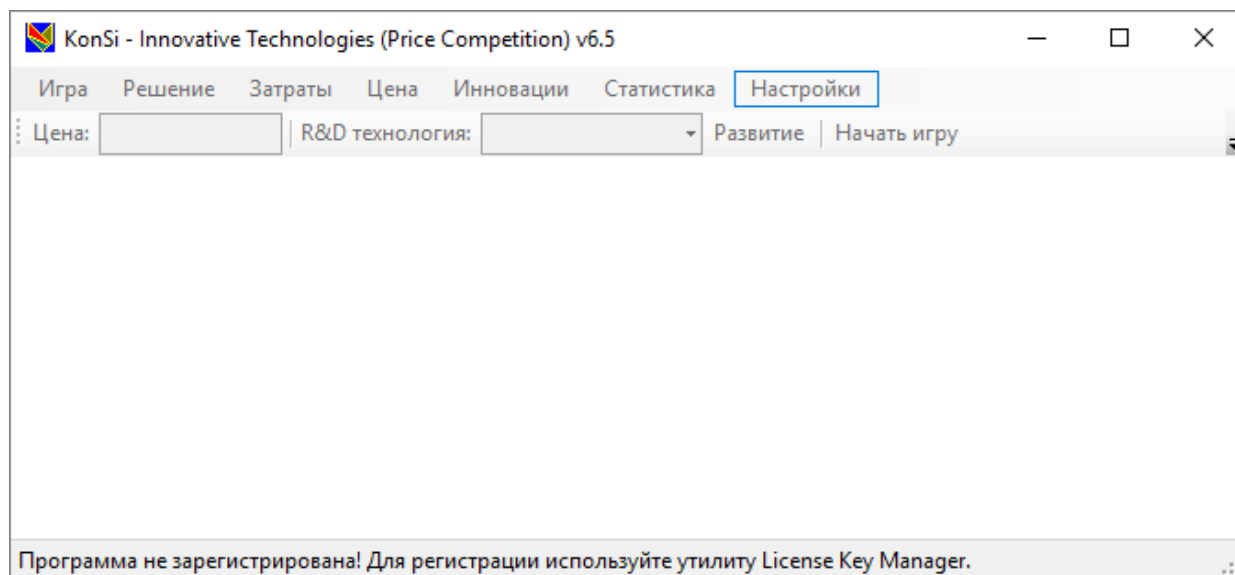 KonSi - Innovative Technologies (Price Competition) v6.5
Игра Решение Затраты Цена Инновации Статистика Настройки
Цена: R&D технология: Развитие Начать игру
Программа не зарегистрирована! Для регистрации используйте утилиту License Key Manager.